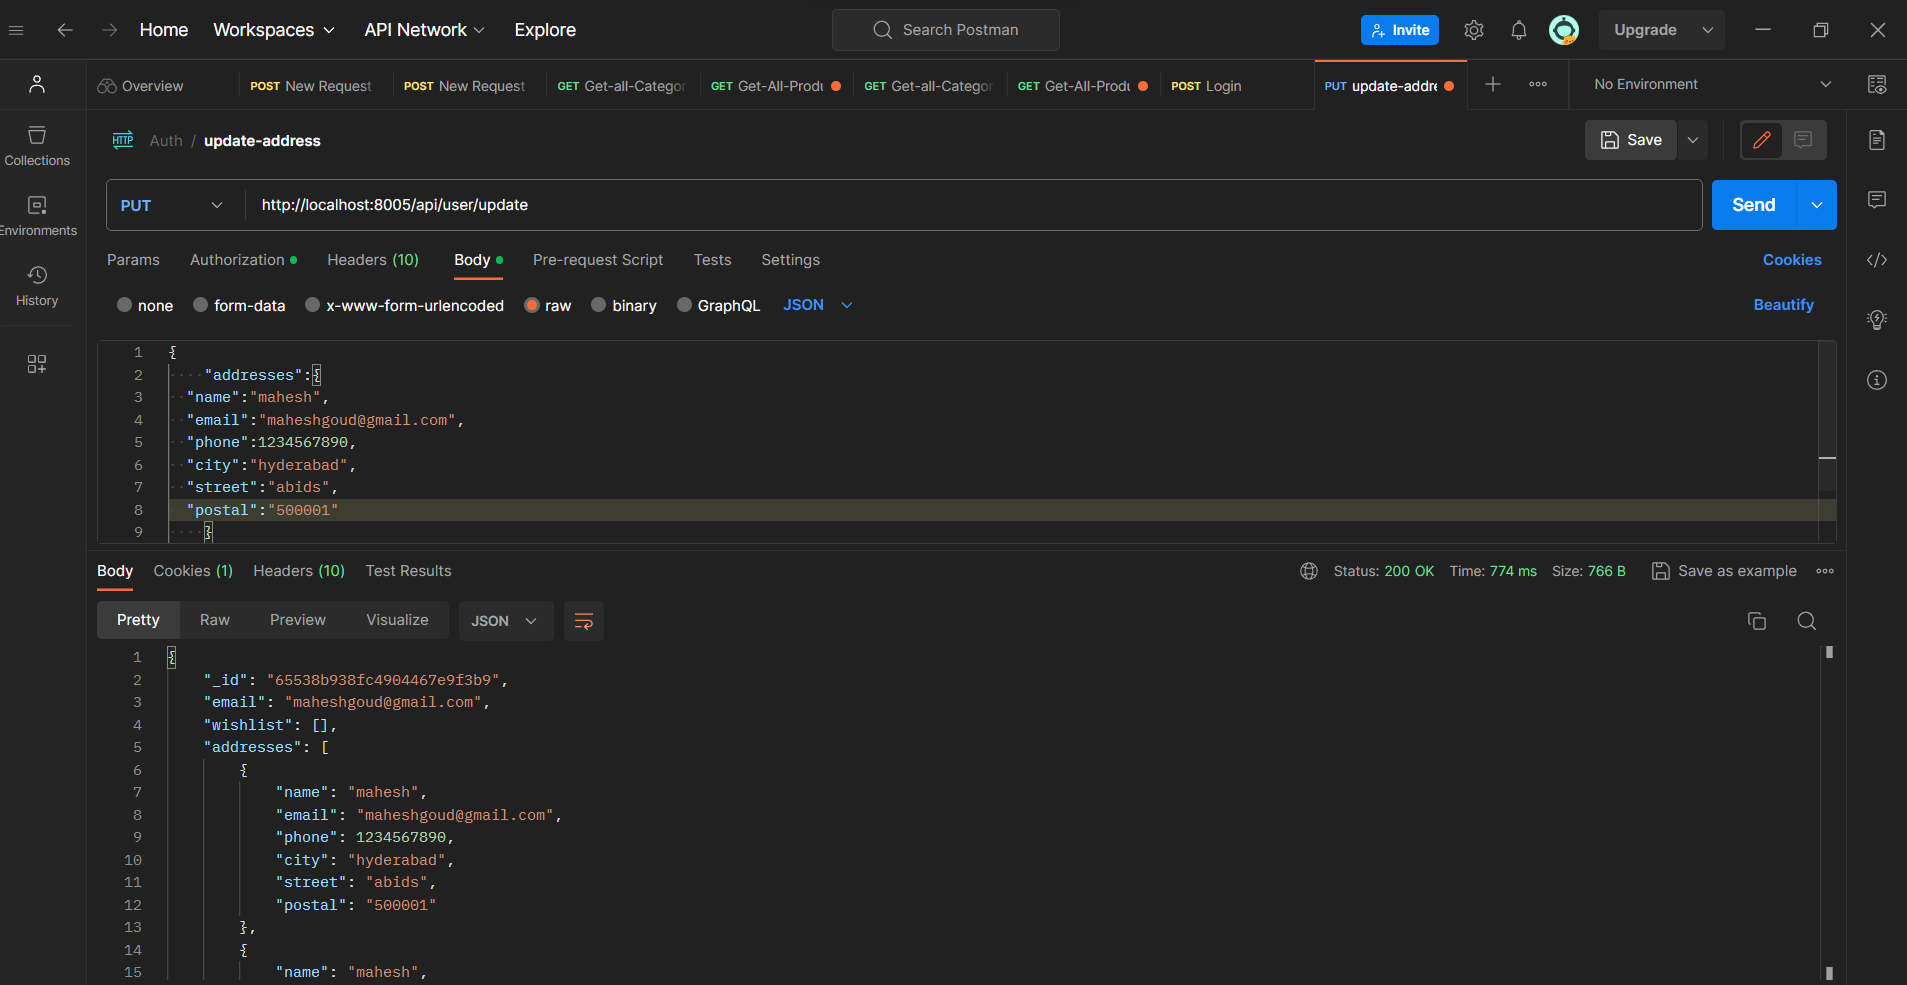 Home Workspaces API Network Explore Search Postman Invite Upgrade
Overview POST New Request POST New Request GET Get-all-Categor GET Get-All-Produ GET Get-all-Categor GET Get-All-Produ POST Login PUT update-addre No Environment
HTTP Auth / update-address Save
Collections
PUT http://localhost:8005/api/user/update Send
Environments
Params Authorization Headers (10) Body Pre-request Script Tests Settings Cookies
History
none form-data x-www-form-urlencoded raw binary GraphQL JSON Beautify
1 {
2 "addresses":{
3 "name":"mahesh",
4 "email":"maheshgoud@gmail.com",
5 "phone":1234567890,
6 "city":"hyderabad",
7 "street":"abids",
8 "postal":"500001"
9 }
Body Cookies (1) Headers (10) Test Results Status: 200 OK Time: 774 ms Size: 766 B Save as example
Pretty Raw Preview Visualize JSON
1 {
2 "_id": "65538b938fc4904467e9f3b9",
3 "email": "maheshgoud@gmail.com",
4 "wishlist": [],
5 "addresses": [
6 {
7 "name": "mahesh",
8 "email": "maheshgoud@gmail.com",
9 "phone": 1234567890,
10 "city": "hyderabad",
11 "street": "abids",
12 "postal": "500001"
13 },
14 {
15 "name": "mahesh",